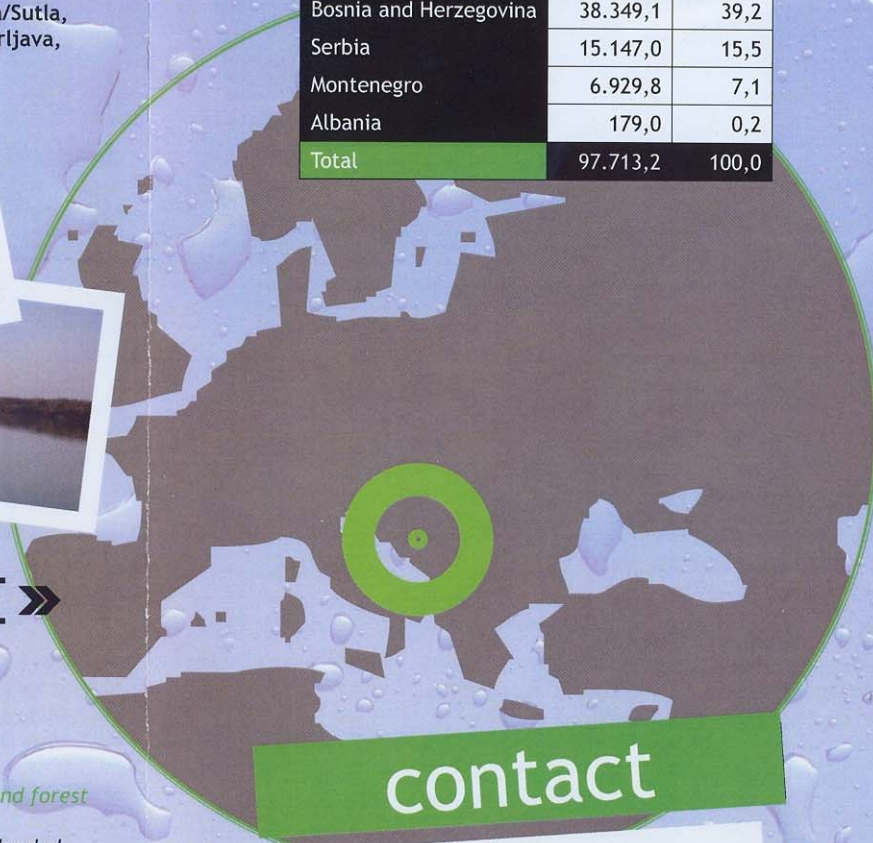 /Sutla,
rljava,
Bosnia and Herzegovina 38.349,1 39,2
Serbia 15.147,0 15,5
Montenegro 6.929,8 7,1
Albania 179,0 0,2
Total 97.713,2 100,0
contact
nd forest